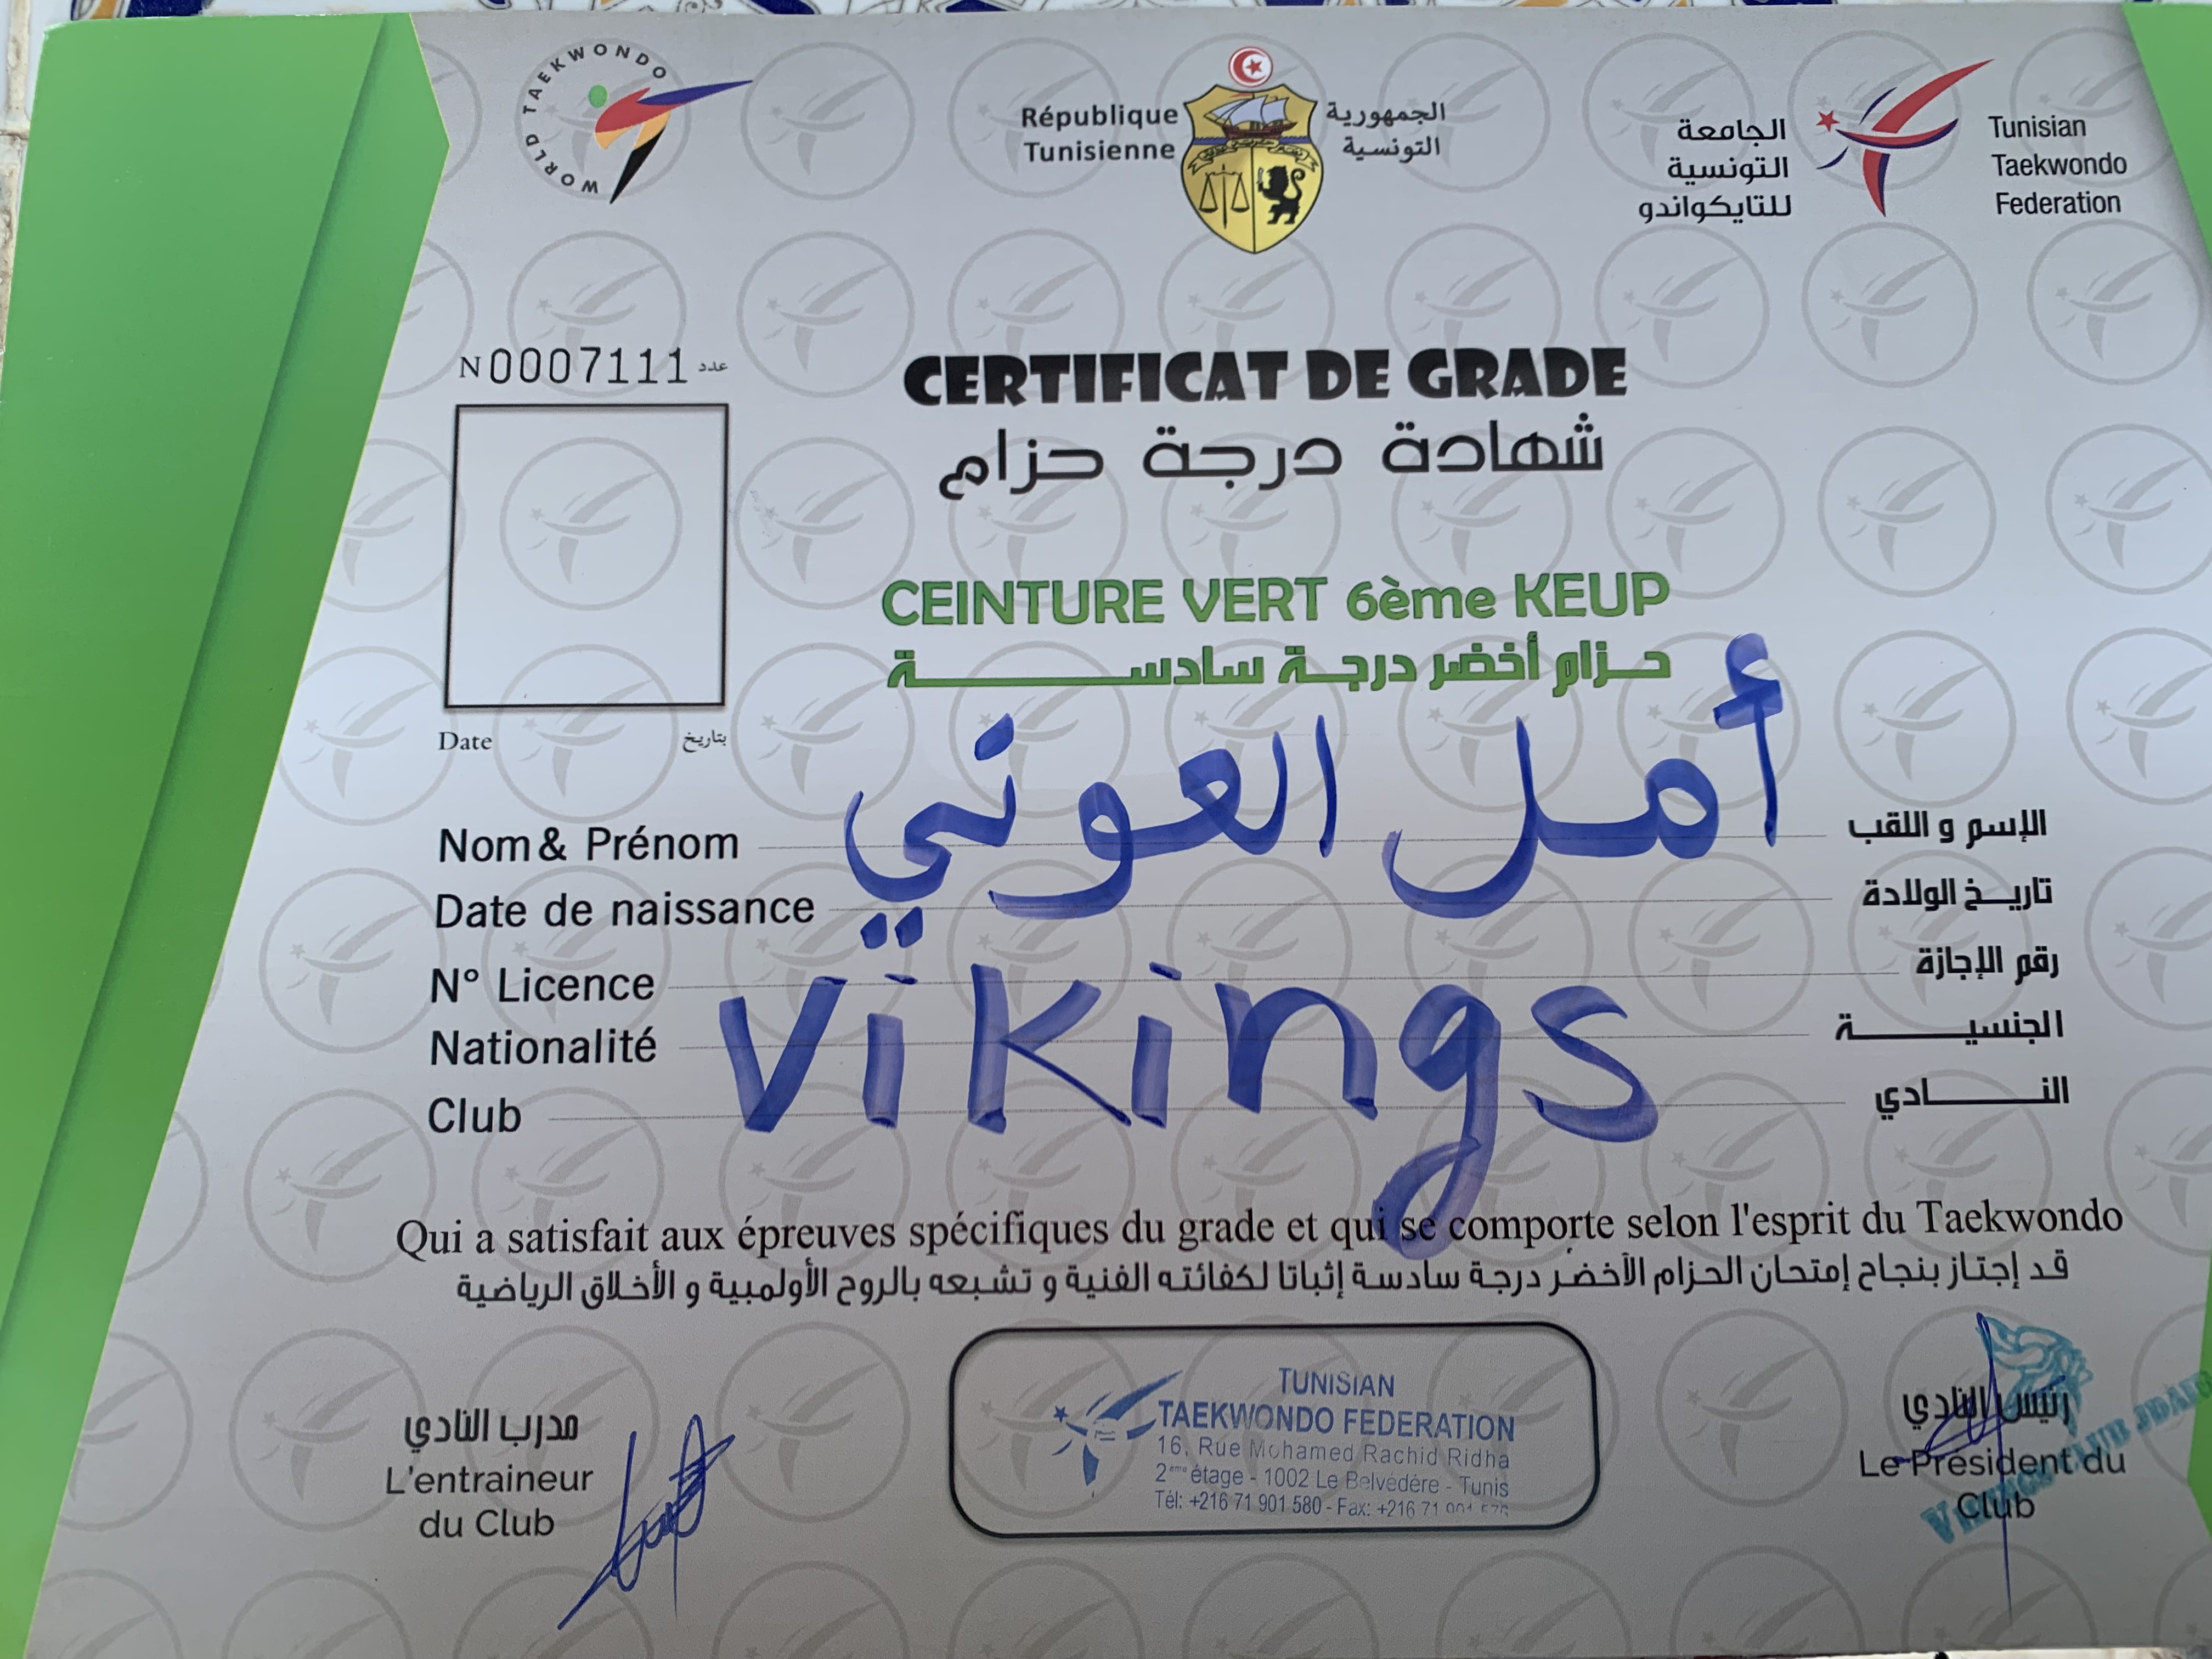 WORLD TAEKWONDO
République
Tunisienne
الجمهورية
التونسية
الجامعة
التونسية
للتايكواندو
Tunisian
Taekwondo
Federation
N 0007111 عدد
CERTIFICAT DE GRADE
شهادة درجة حزام
CEINTURE VERT 6ème KEUP
حزام أخضر درجة سادسة
Date بتاريخ
Nom & Prénom أمل العوني الإسم و اللقب
Date de naissance تاريخ الولادة
N° Licence رقم الإجازة
Nationalité الجنسية
Club Vikings النادي
Qui a satisfait aux épreuves spécifiques du grade et qui se comporte selon l'esprit du Taekwondo
قد إجتاز بنجاح إمتحان الحزام الأخضر درجة سادسة إثباتا لكفائته الفنية و تشبعه بالروح الأولمبية و الأخلاق الرياضية
مدرب النادي
L'entraineur
du Club
TUNISIAN
TAEKWONDO FEDERATION
16, Rue Mohamed Rachid Ridha
2ème étage - 1002 Le Belvédère - Tunis
Tél: +216 71 901 580 - Fax: +216 71
رئيس النادي
Le Président du
Club